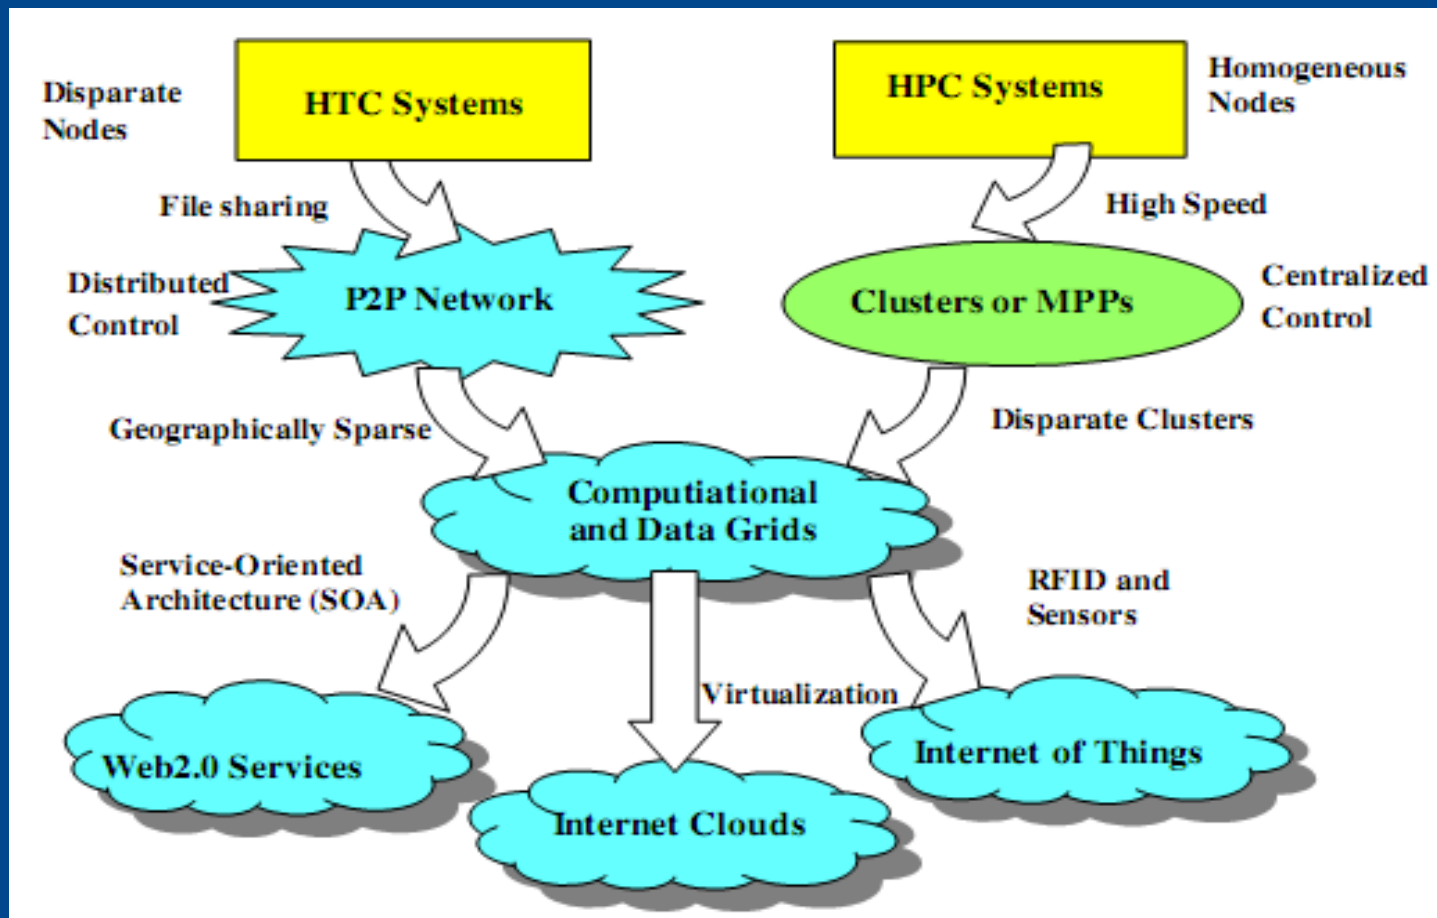 Disparate
Nodes
HTC Systems
HPC Systems
Homogeneous
Nodes
File sharing
High Speed
Distributed
Control
P2P Network
Clusters or MPPs
Centralized
Control
Geographically Sparse
Disparate Clusters
Computiational
and Data Grids
Service-Oriented
Architecture (SOA)
RFID and
Sensors
Virtualization
Web2.0 Services
Internet Clouds
Internet of Things